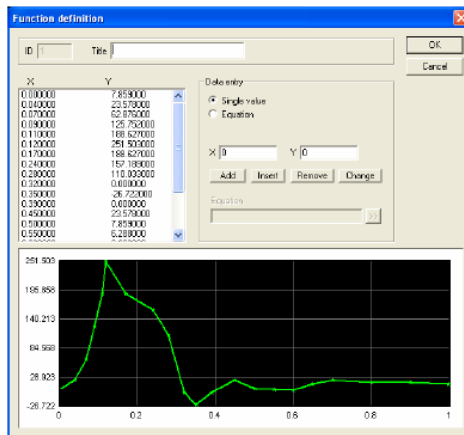 Function definition
ID 1 Title
OK
Cancel
X Y
0.000000 7.859000
0.040000 23.578000
0.070000 62.876000
0.090000 125.752000
0.110000 188.627000
0.120000 251.503000
0.170000 188.627000
0.240000 157.189000
0.280000 110.033000
0.320000 0.000000
0.350000 -26.722000
0.390000 0.000000
0.450000 23.578000
0.500000 7.859000
0.550000 6.288000
Data entry
Single value
Equation
X 0 Y 0
Add Insert Remove Change
Equation
>>
251.503
195.858
140.213
84.568
28.923
-26.722
0 0.2 0.4 0.6 0.8 1